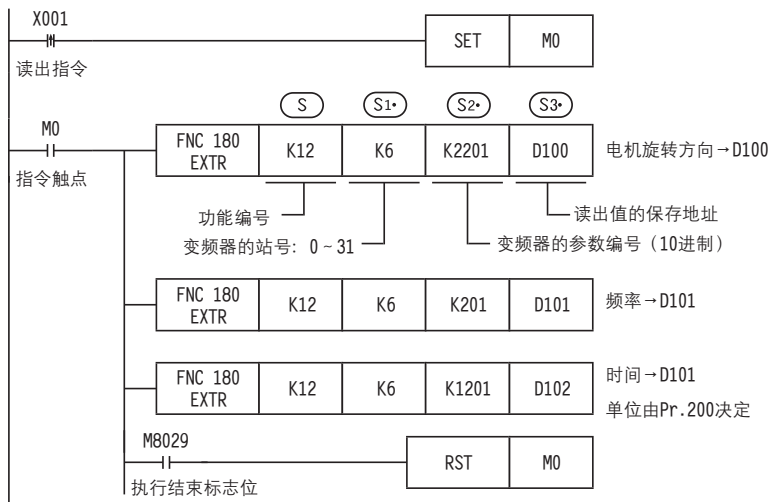 X001
SET M0
读出指令
S S1• S2• S3•
M0
FNC 180 EXTR K12 K6 K2201 D100 电机旋转方向→D100
指令触点
功能编号
读出值的保存地址
变频器的站号: 0~31
变频器的参数编号（10进制）
FNC 180 EXTR K12 K6 K201 D101 频率→D101
FNC 180 EXTR K12 K6 K1201 D102 时间→D101
单位由Pr.200决定
M8029
RST M0
执行结束标志位